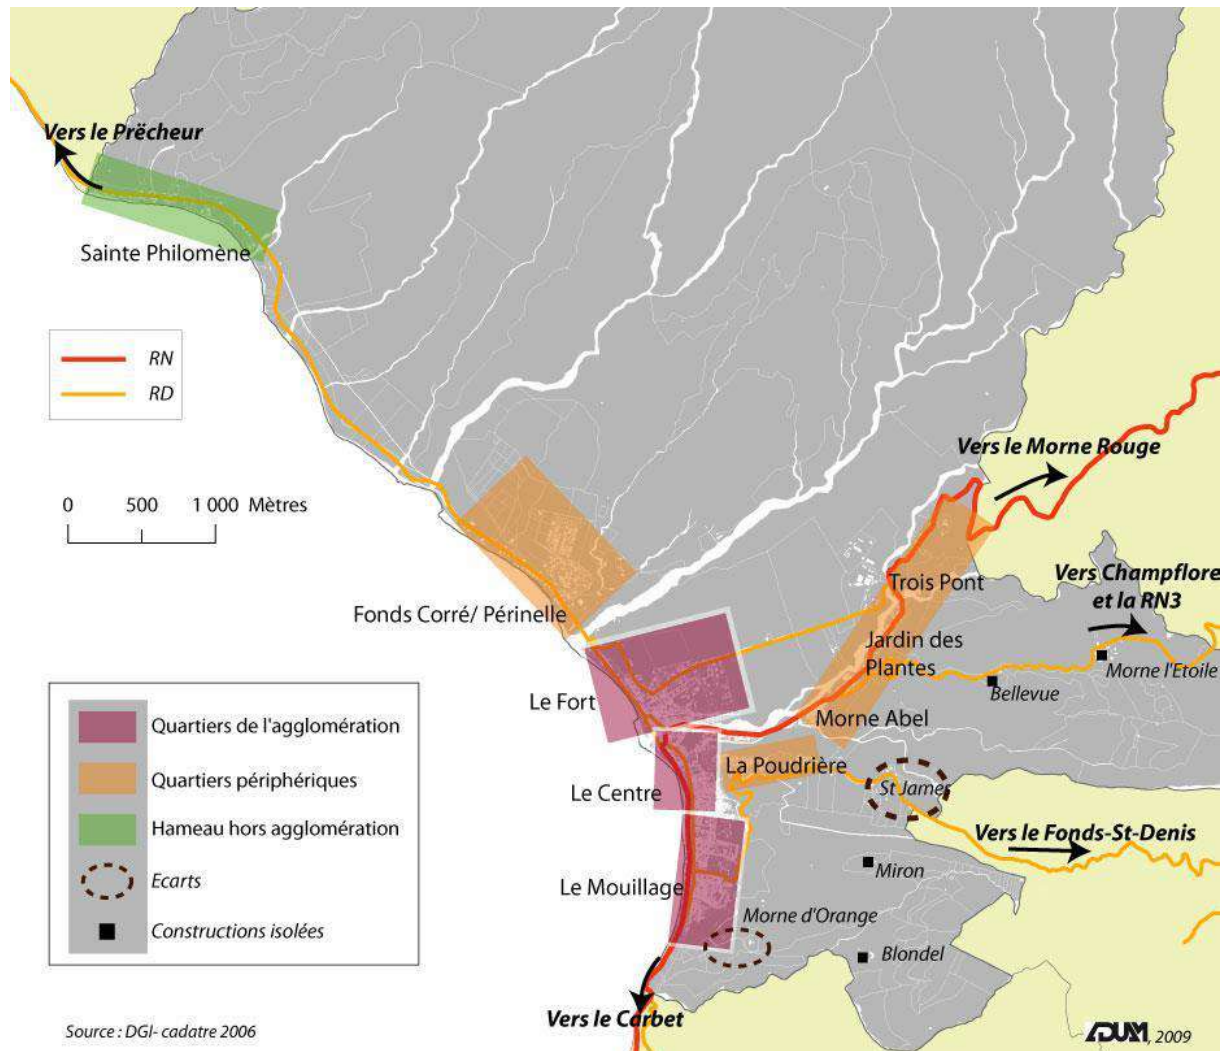 Vers le Prëcheur
Sainte Philomène
RN
RD
Vers le Morne Rouge
0 500 1 000 Mètres
Vers Champflore
et la RN3
Trois Pont
Fonds Corré/ Périnelle
Jardin des
Plantes
Morne l'Etoile
Bellevue
Le Fort
Morne Abel
Quartiers de l'agglomération
La Poudrière
Quartiers périphériques
Le Centre
St James
Hameau hors agglomération
Vers le Fonds-St-Denis
Miron
Ecarts
Le Mouillage
Morne d'Orange
Constructions isolées
Blondel
Vers le Carbet
Source : DGI- cadatre 2006
ADUAM, 2009